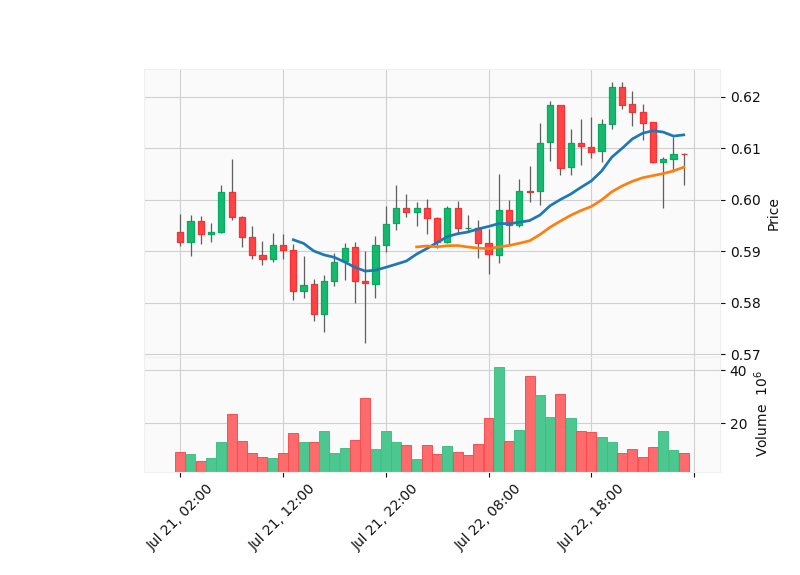 0.62
0.61
0.60
0.59
0.58
0.57
Price
40
20
Volume 10⁶
Jul 21, 02:00
Jul 21, 12:00
Jul 21, 22:00
Jul 22, 08:00
Jul 22, 18:00